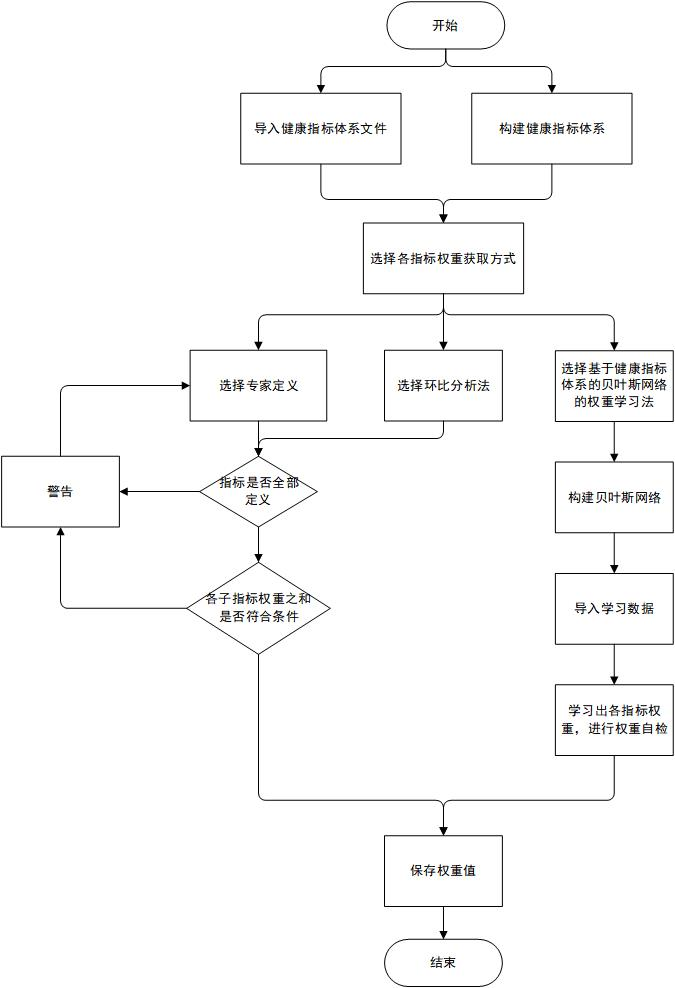 开始
导入健康指标体系文件
构建健康指标体系
选择各指标权重获取方式
选择专家定义
选择环比分析法
选择基于健康指标
体系的贝叶斯网络
的权重学习法
指标是否全部
定义
警告
构建贝叶斯网络
各子指标权重之和
是否符合条件
导入学习数据
学习出各指标权
重，进行权重自检
保存权重值
结束